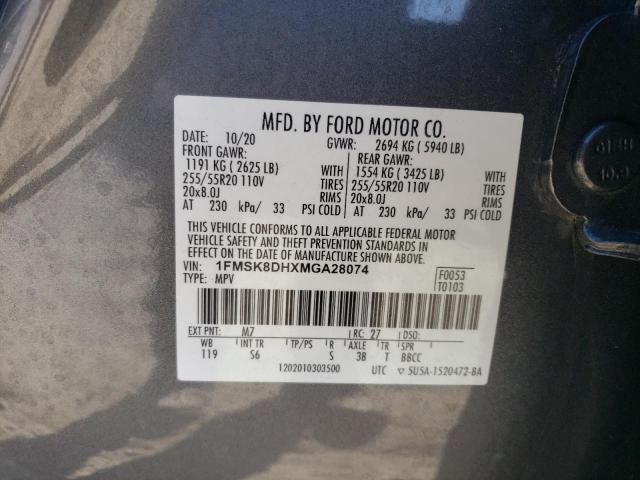 MFD. BY FORD MOTOR CO.
DATE: 10/20 GVWR: 2694 KG ( 5940 LB)
FRONT GAWR: REAR GAWR:
1191 KG ( 2625 LB) WITH 1554 KG ( 3425 LB) WITH
255/55R20 110V TIRES 255/55R20 110V TIRES
20x8.0J RIMS 20x8.0J RIMS
AT 230 kPa/ 33 PSI COLD AT 230 kPa/ 33 PSI COLD
THIS VEHICLE CONFORMS TO ALL APPLICABLE FEDERAL MOTOR
VEHICLE SAFETY AND THEFT PREVENTION STANDARDS IN
EFFECT ON THE DATE OF MANUFACTURE SHOWN ABOVE.
VIN: 1FMSK8DHXMGA28074 F0053
TYPE: MPV T0103
EXT PNT: M7 RC: 27 DSO:
WB INT TR TP/PS R AXLE TR SPR
119 S6 S 3B T BBCC
1202010303500 UTC ▽ 5U5A-1520472-BA